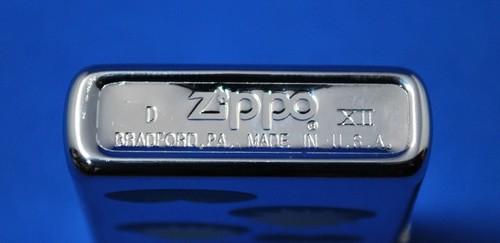 D Zippo® XII
BRADFORD, PA. MADE IN U.S.A.